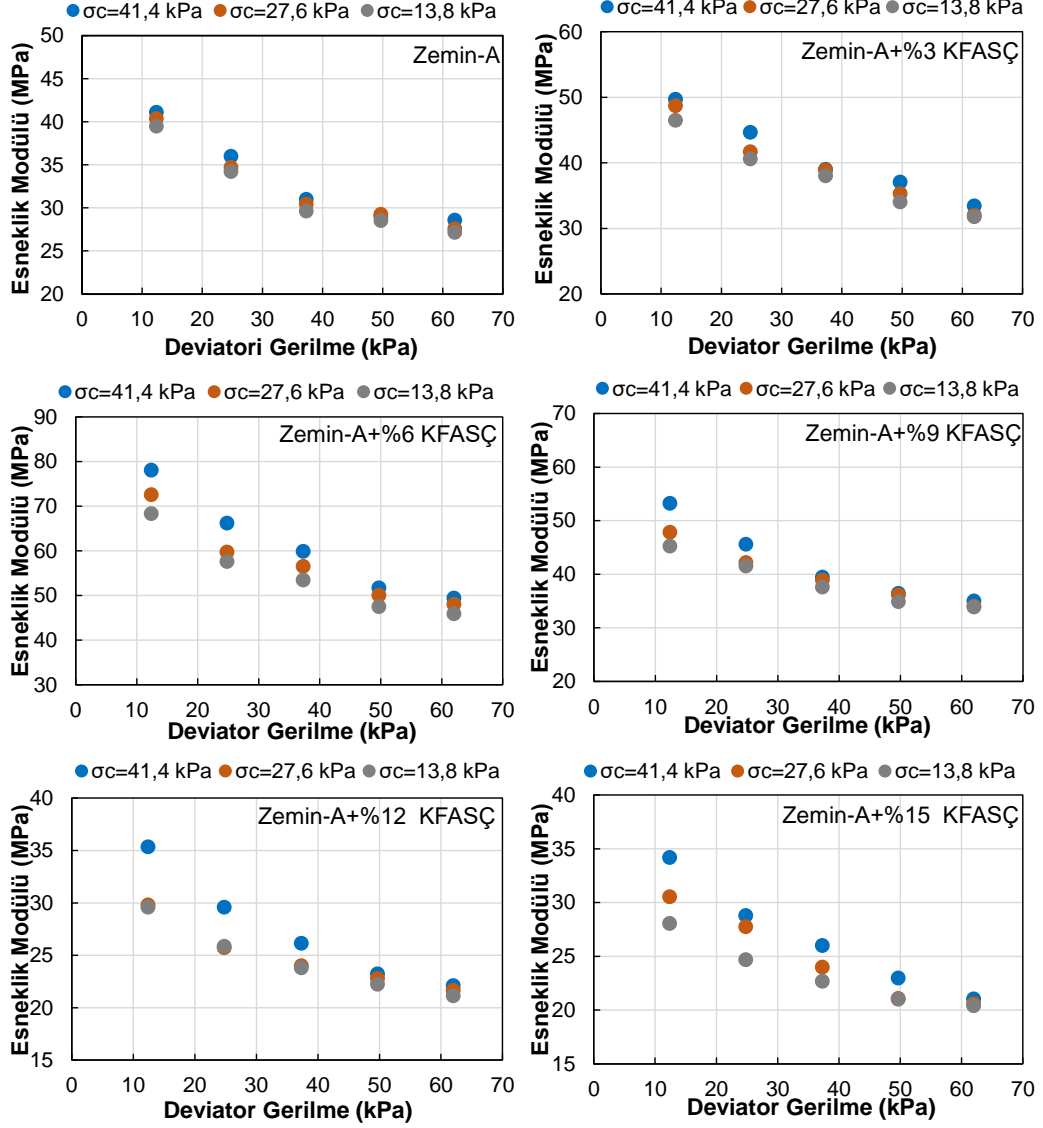 σc=41,4 kPa σc=27,6 kPa σc=13,8 kPa
Zemin-A
Esneklik Modülü (MPa)
50
45
40
35
30
25
20
0 10 20 30 40 50 60 70
Deviatori Gerilme (kPa)
σc=41,4 kPa σc=27,6 kPa σc=13,8 kPa
Zemin-A+%3 KFASÇ
Esneklik Modülü (MPa)
60
50
40
30
20
0 10 20 30 40 50 60 70
Deviator Gerilme (kPa)
σc=41,4 kPa σc=27,6 kPa σc=13,8 kPa
Zemin-A+%6 KFASÇ
Esneklik Modülü (MPa)
90
80
70
60
50
40
30
0 10 20 30 40 50 60 70
Deviator Gerilme (kPa)
σc=41,4 kPa σc=27,6 kPa σc=13,8 kPa
Zemin-A+%9 KFASÇ
Esneklik Modülü (MPa)
70
60
50
40
30
20
0 10 20 30 40 50 60 70
Deviator Gerilme (kPa)
σc=41,4 kPa σc=27,6 kPa σc=13,8 kPa
Zemin-A+%12 KFASÇ
Esneklik Modülü (MPa)
40
35
30
25
20
15
0 10 20 30 40 50 60 70
Deviator Gerilme (kPa)
σc=41,4 kPa σc=27,6 kPa σc=13,8 kPa
Zemin-A+%15 KFASÇ
Esneklik Modülü (MPa)
40
35
30
25
20
15
0 10 20 30 40 50 60 70
Deviator Gerilme (kPa)